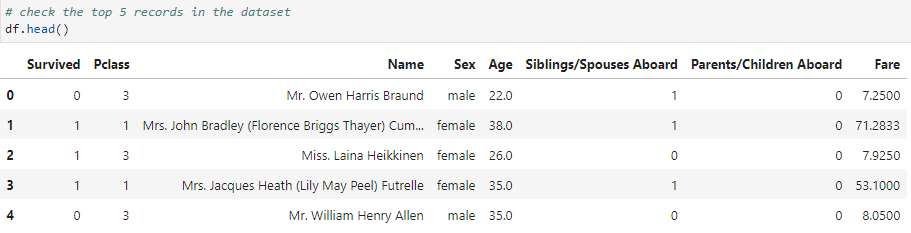 # check the top 5 records in the dataset
df.head()
Survived Pclass Name Sex Age Siblings/Spouses Aboard Parents/Children Aboard Fare
0 0 3 Mr. Owen Harris Braund male 22.0 1 0 7.2500
1 1 1 Mrs. John Bradley (Florence Briggs Thayer) Cum... female 38.0 1 0 71.2833
2 1 3 Miss. Laina Heikkinen female 26.0 0 0 7.9250
3 1 1 Mrs. Jacques Heath (Lily May Peel) Futrelle female 35.0 1 0 53.1000
4 0 3 Mr. William Henry Allen male 35.0 0 0 8.0500